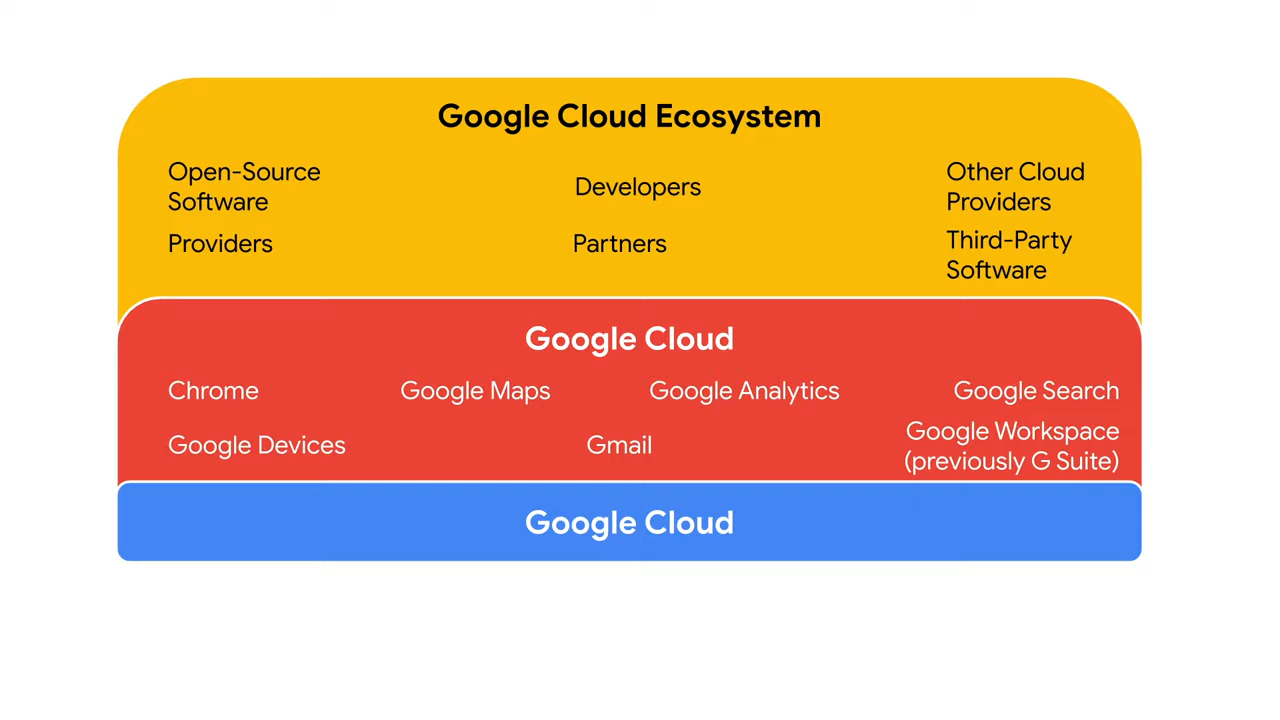 Google Cloud Ecosystem
Open-Source
Software
Developers
Other Cloud
Providers
Providers
Partners
Third-Party
Software
Google Cloud
Chrome
Google Maps
Google Analytics
Google Search
Google Devices
Gmail
Google Workspace
(previously G Suite)
Google Cloud